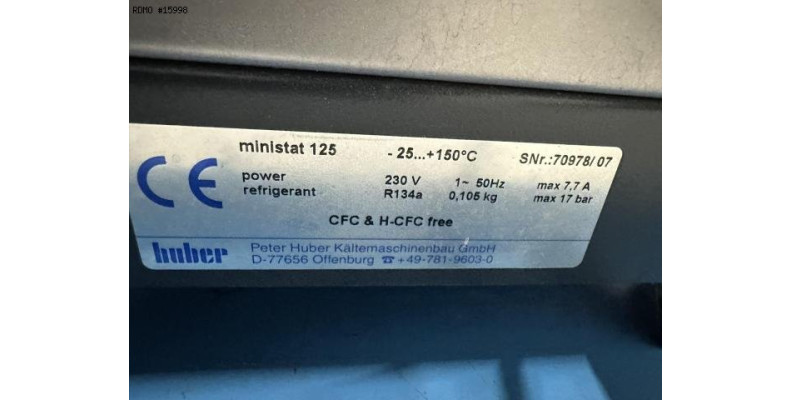 RDMO #15998
ministat 125 - 25...+150°C SNr.:70978/07
power 230 V 1~ 50Hz max 7,7 A
refrigerant R134a 0,105 kg max 17 bar
CE
CFC & H-CFC free
huber Peter Huber Kältemaschinenbau GmbH
D-77656 Offenburg ☎ +49-781-9603-0